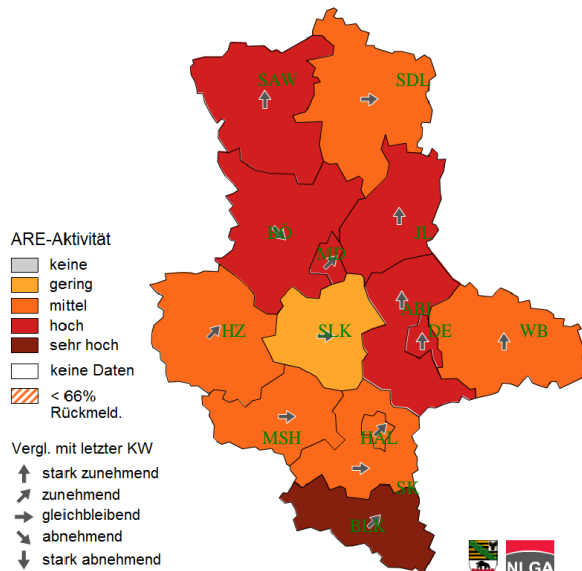 SAW
SDL
BÖ
JL
MD
ABI
HZ
SLK
DE
WB
MSH
HAL
SK
BLK
ARE-Aktivität
keine
gering
mittel
hoch
sehr hoch
keine Daten
< 66%
Rückmeld.
Vergl. mit letzter KW
stark zunehmend
zunehmend
gleichbleibend
abnehmend
stark abnehmend
NLGA